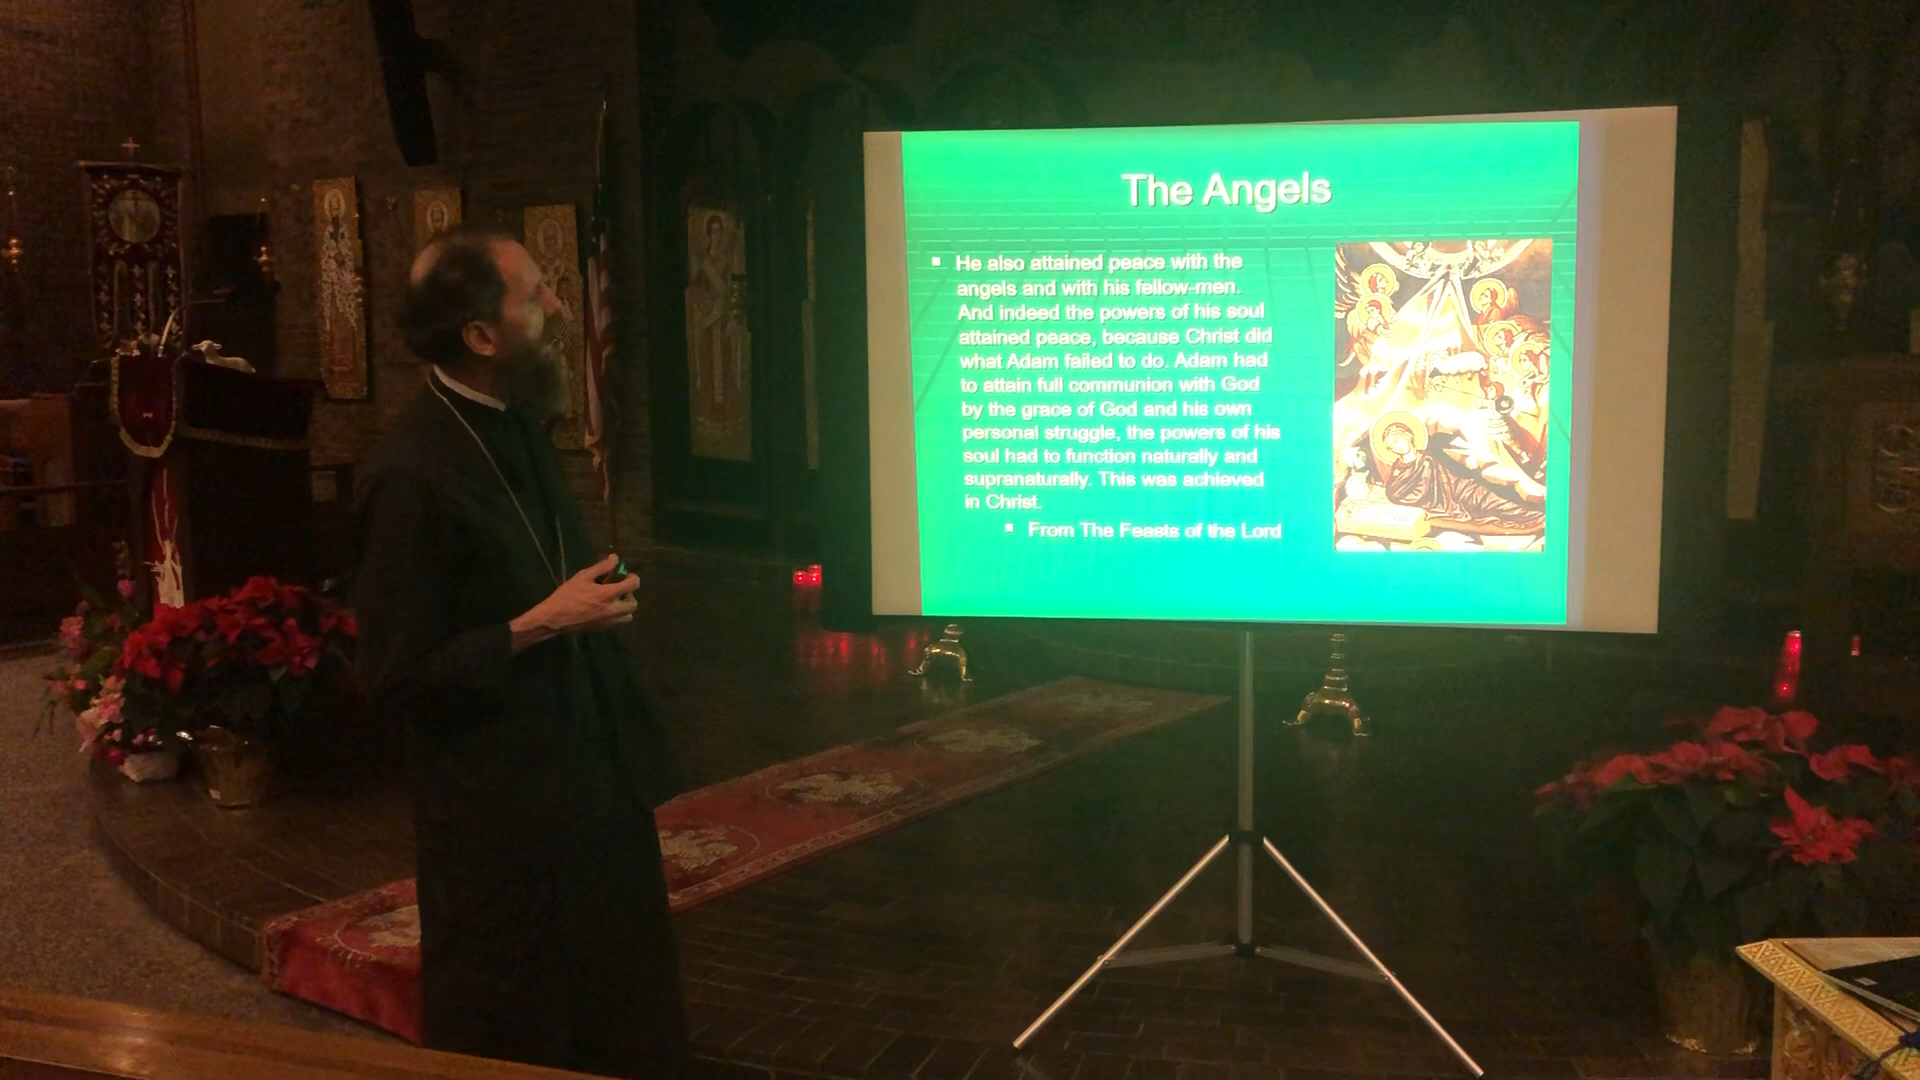 The Angels
He also attained peace with the
angels and with his fellow-men.
And indeed the powers of his soul
attained peace, because Christ did
what Adam failed to do. Adam had
to attain full communion with God
by the grace of God and his own
personal struggle, the powers of his
soul had to function naturally and
supranaturally. This was achieved
in Christ.
From The Feasts of the Lord